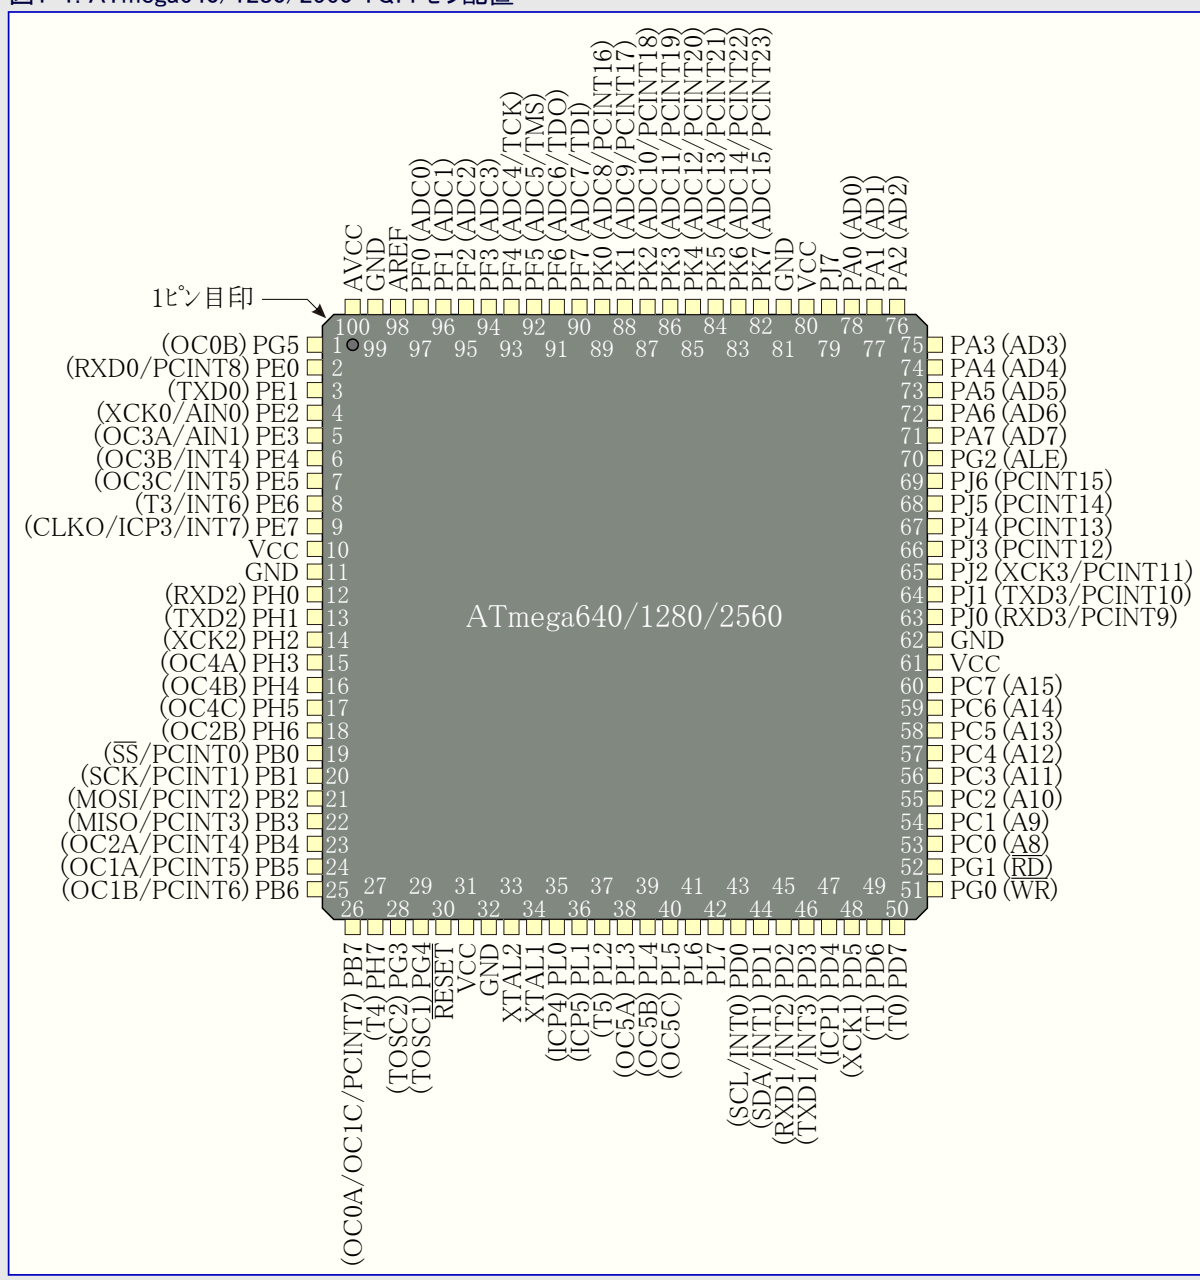 AVCC
GND
AREF
PF0 (ADC0)
PF1 (ADC1)
PF2 (ADC2)
PF3 (ADC3)
PF4 (ADC4/TCK)
PF5 (ADC5/TMS)
PF6 (ADC6/TDO)
PF7 (ADC7/TDI)
PK0 (ADC8/PCINT16)
PK1 (ADC9/PCINT17)
PK2 (ADC10/PCINT18)
PK3 (ADC11/PCINT19)
PK4 (ADC12/PCINT20)
PK5 (ADC13/PCINT21)
PK6 (ADC14/PCINT22)
PK7 (ADC15/PCINT23)
GND
VCC
PJ7
PA0 (AD0)
PA1 (AD1)
PA2 (AD2)
1ピン目印
100 98 96 94 92 90 88 86 84 82 80 78 76
99 97 95 93 91 89 87 85 83 81 79 77
(OC0B) PG5 1
(RXD0/PCINT8) PE0 2
(TXD0) PE1 3
(XCK0/AIN0) PE2 4
(OC3A/AIN1) PE3 5
(OC3B/INT4) PE4 6
(OC3C/INT5) PE5 7
(T3/INT6) PE6 8
(CLKO/ICP3/INT7) PE7 9
VCC 10
GND 11
(RXD2) PH0 12
(TXD2) PH1 13
(XCK2) PH2 14
(OC4A) PH3 15
(OC4B) PH4 16
(OC4C) PH5 17
(OC2B) PH6 18
(SS/PCINT0) PB0 19
(SCK/PCINT1) PB1 20
(MOSI/PCINT2) PB2 21
(MISO/PCINT3) PB3 22
(OC2A/PCINT4) PB4 23
(OC1A/PCINT5) PB5 24
(OC1B/PCINT6) PB6 25
ATmega640/1280/2560
75 PA3 (AD3)
74 PA4 (AD4)
73 PA5 (AD5)
72 PA6 (AD6)
71 PA7 (AD7)
70 PG2 (ALE)
69 PJ6 (PCINT15)
68 PJ5 (PCINT14)
67 PJ4 (PCINT13)
66 PJ3 (PCINT12)
65 PJ2 (XCK3/PCINT11)
64 PJ1 (TXD3/PCINT10)
63 PJ0 (RXD3/PCINT9)
62 GND
61 VCC
60 PC7 (A15)
59 PC6 (A14)
58 PC5 (A13)
57 PC4 (A12)
56 PC3 (A11)
55 PC2 (A10)
54 PC1 (A9)
53 PC0 (A8)
52 PG1 (RD)
51 PG0 (WR)
27 29 31 33 35 37 39 41 43 45 47 49
26 28 30 32 34 36 38 40 42 44 46 48 50
(OC0A/OC1C/PCINT7) PB7
(T4) PH7
(TOSC2) PG3
(TOSC1) PG4
RESET
VCC
GND
XTAL2
XTAL1
(ICP4) PL0
(ICP5) PL1
(T5) PL2
(OC5A) PL3
(OC5B) PL4
(OC5C) PL5
PL6
PL7
(SCL/INT0) PD0
(SDA/INT1) PD1
(RXD1/INT2) PD2
(TXD1/INT3) PD3
(ICP1) PD4
(XCK1) PD5
(T1) PD6
(T0) PD7